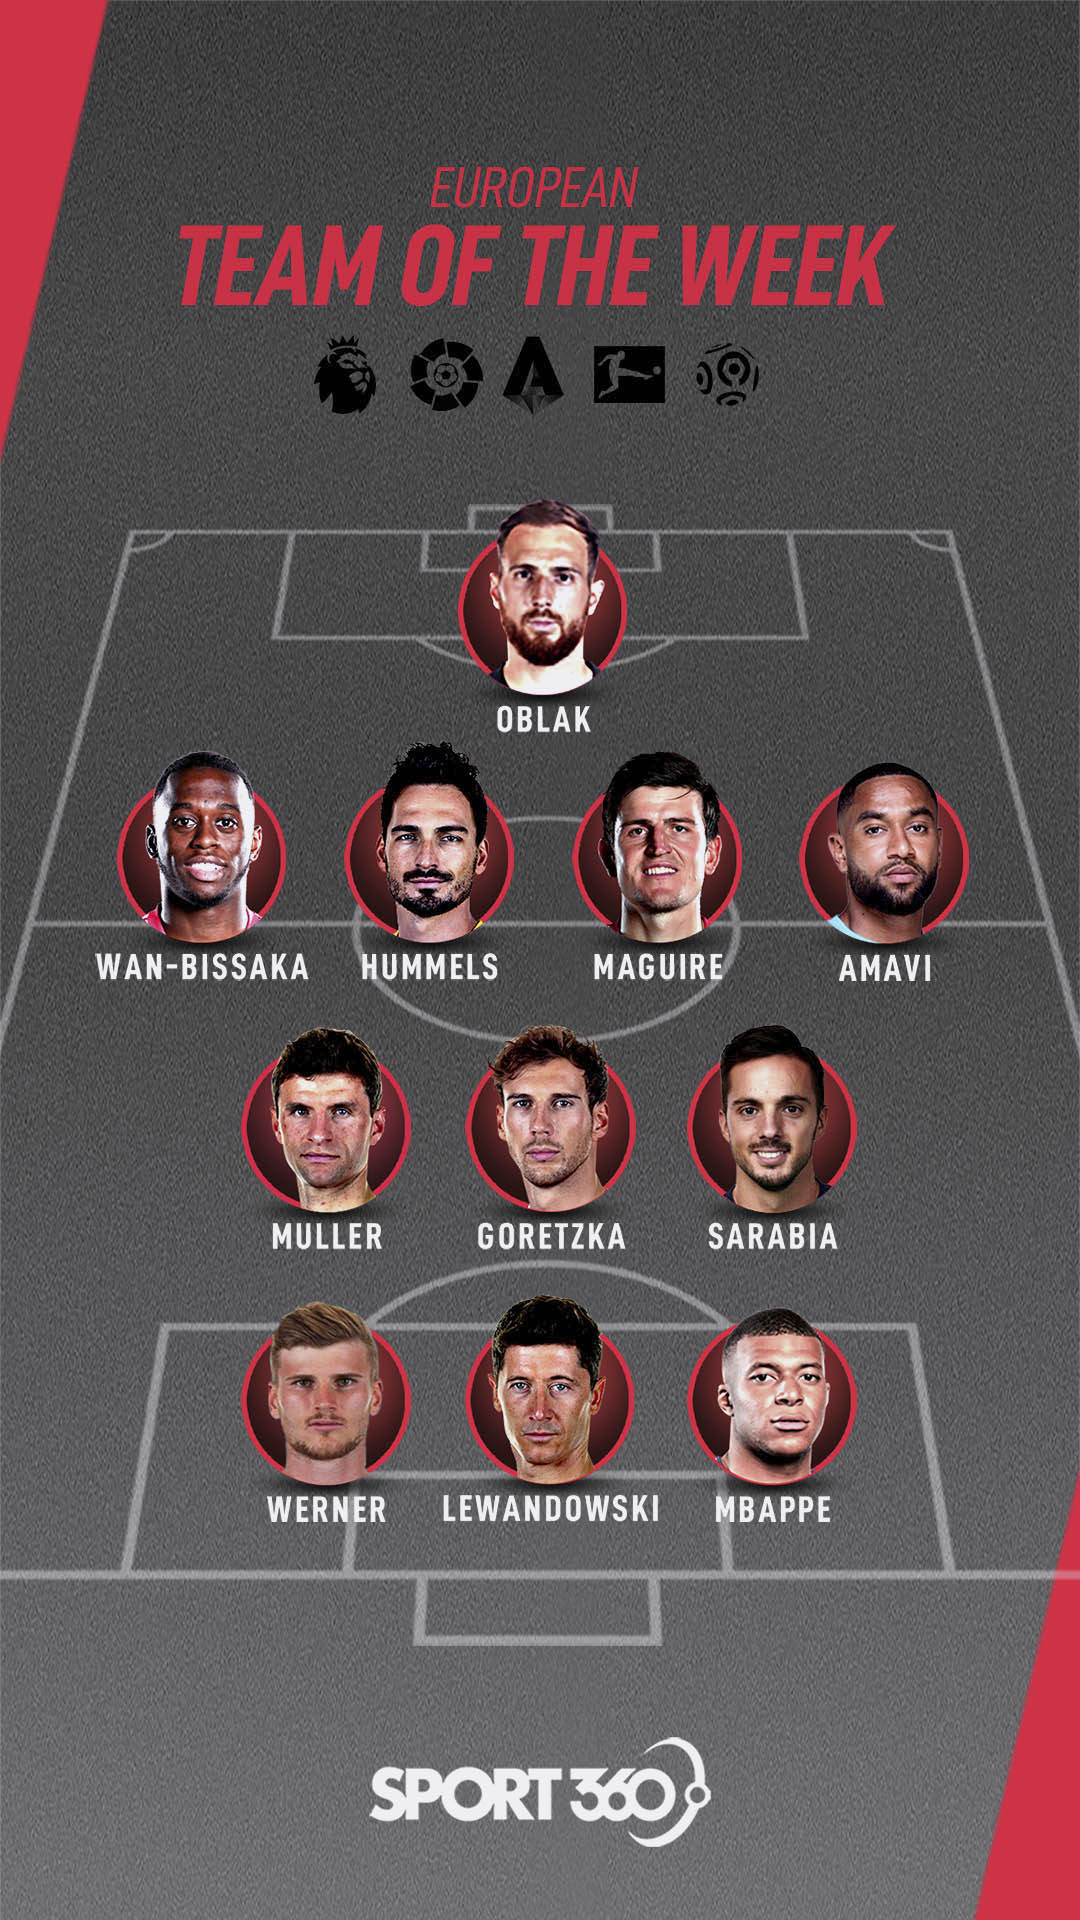 EUROPEAN
TEAM OF THE WEEK
OBLAK
WAN-BISSAKA HUMMELS MAGUIRE AMAVI
MULLER GORETZKA SARABIA
WERNER LEWANDOWSKI MBAPPE
SPORT360